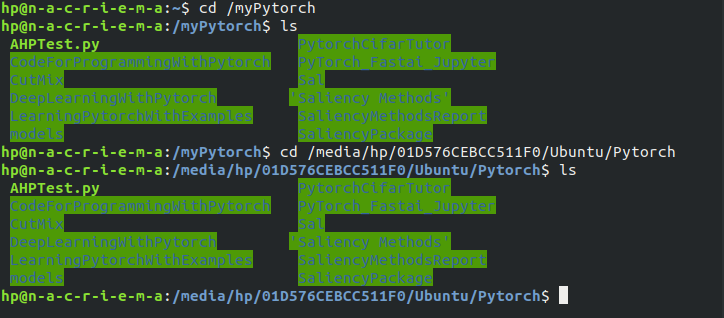 hp@n-a-c-r-i-e-m-a:~$ cd /myPytorch
hp@n-a-c-r-i-e-m-a:/myPytorch$ ls
AHPTest.py PytorchCifarTutor
CodeForProgrammingWithPytorch PyTorch_Fastai_Jupyter
CutMix Sal
DeepLearningWithPytorch 'Saliency Methods'
LearningPytorchWithExamples SaliencyMethodsReport
models SaliencyPackage
hp@n-a-c-r-i-e-m-a:/myPytorch$ cd /media/hp/01D576CEBCC511F0/Ubuntu/Pytorch
hp@n-a-c-r-i-e-m-a:/media/hp/01D576CEBCC511F0/Ubuntu/Pytorch$ ls
AHPTest.py PytorchCifarTutor
CodeForProgrammingWithPytorch PyTorch_Fastai_Jupyter
CutMix Sal
DeepLearningWithPytorch 'Saliency Methods'
LearningPytorchWithExamples SaliencyMethodsReport
models SaliencyPackage
hp@n-a-c-r-i-e-m-a:/media/hp/01D576CEBCC511F0/Ubuntu/Pytorch$